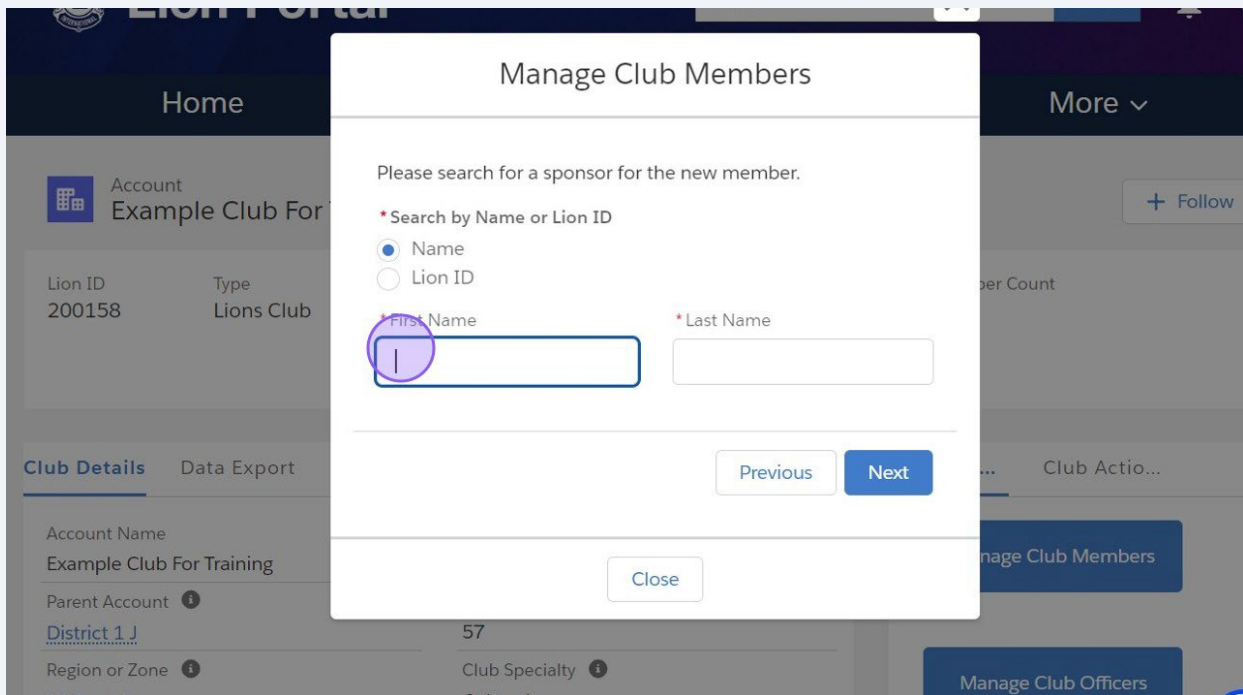 Lion Portal
Manage Club Members
Home
More
Please search for a sponsor for the new member.
Account
Example Club For
+ Follow
* Search by Name or Lion ID
Name
Lion ID
Lion ID
200158
Type
Lions Club
Count
* First Name
* Last Name
Club Details
Data Export
Previous
Next
...
Club Actio...
Account Name
Example Club For Training
Manage Club Members
Close
Parent Account
District 1 J
57
Region or Zone
Club Specialty
Manage Club Officers